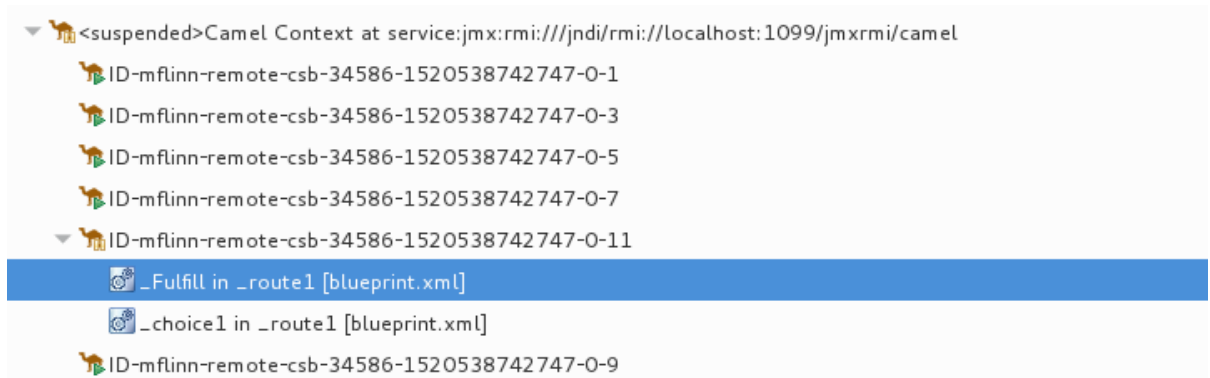 <suspended>Camel Context at service:jmx:rmi:///jndi/rmi://localhost:1099/jmxrmi/camel
ID-mflinn-remote-csb-34586-1520538742747-0-1
ID-mflinn-remote-csb-34586-1520538742747-0-3
ID-mflinn-remote-csb-34586-1520538742747-0-5
ID-mflinn-remote-csb-34586-1520538742747-0-7
ID-mflinn-remote-csb-34586-1520538742747-0-11
_Fulfill in _route1 [blueprint.xml]
_choice1 in _route1 [blueprint.xml]
ID-mflinn-remote-csb-34586-1520538742747-0-9